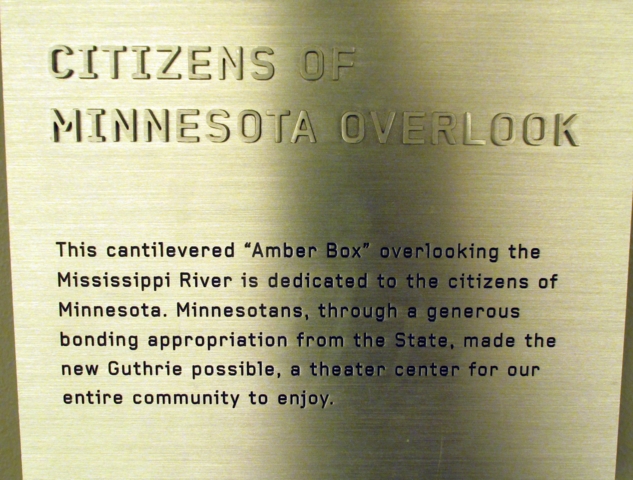 CITIZENS OF
MINNESOTA OVERLOOK
This cantilevered “Amber Box” overlooking the
Mississippi River is dedicated to the citizens of
Minnesota. Minnesotans, through a generous
bonding appropriation from the State, made the
new Guthrie possible, a theater center for our
entire community to enjoy.